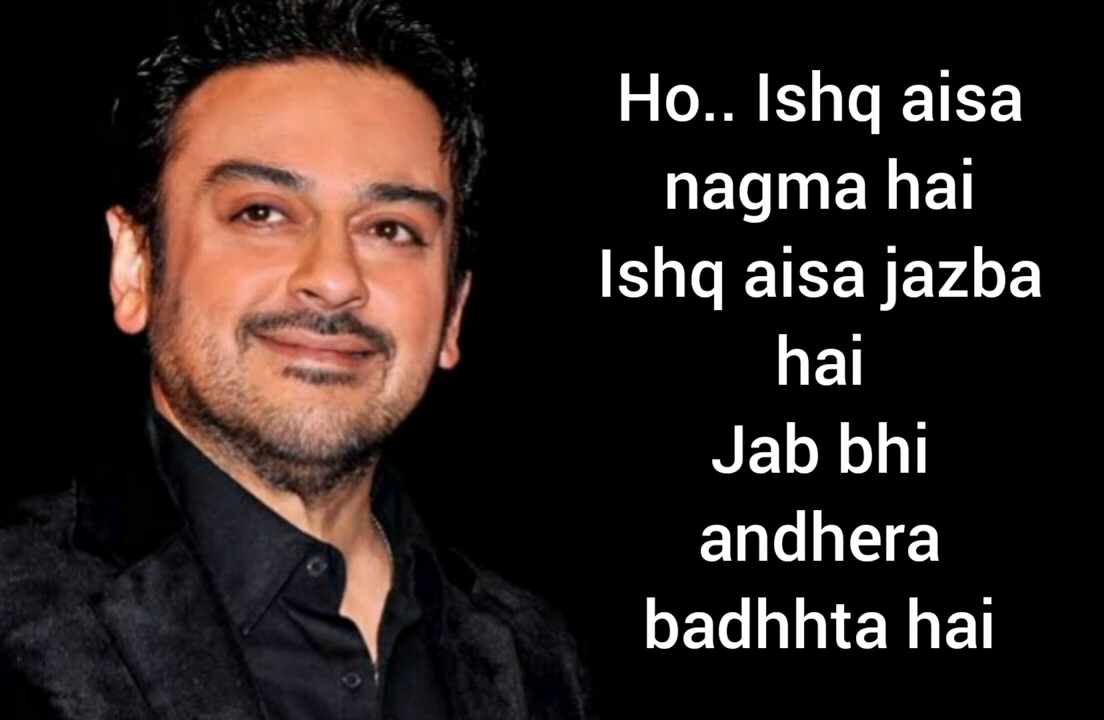 Ho.. Ishq aisa
nagma hai
Ishq aisa jazba
hai
Jab bhi
andhera
badhhta hai